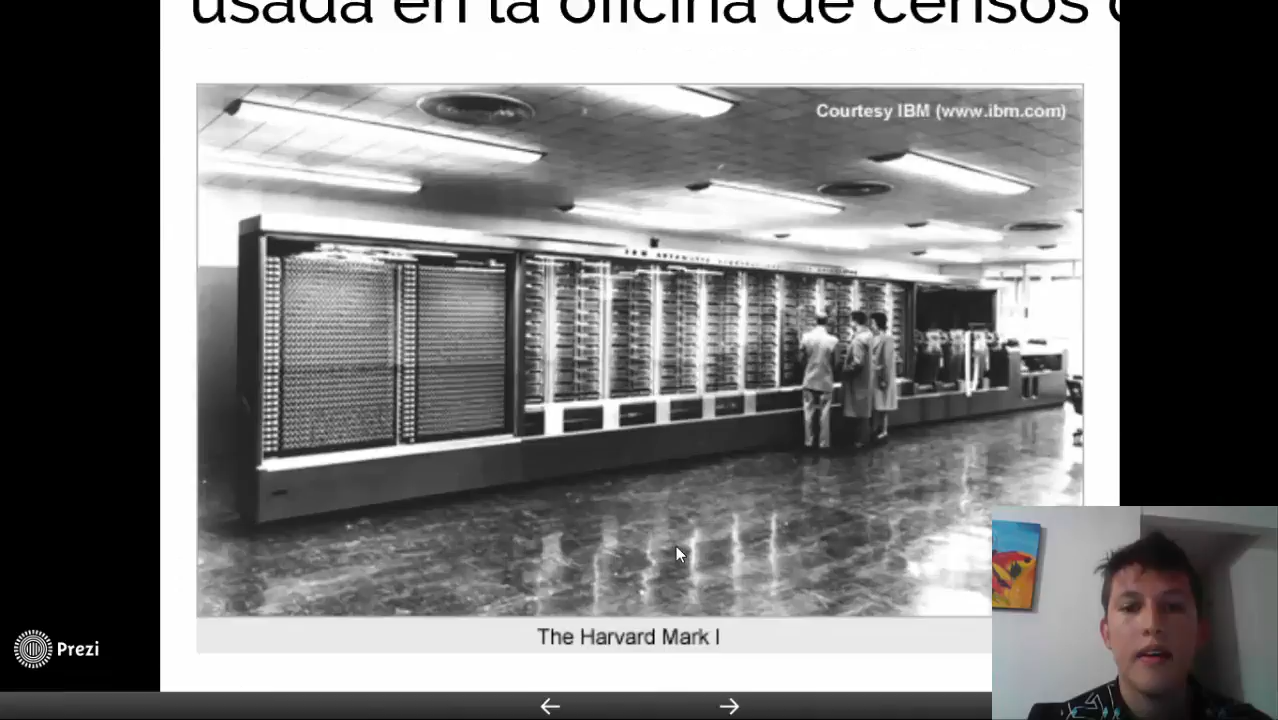 usada en la oficina de censos
Courtesy IBM (www.ibm.com)
The Harvard Mark I
Prezi